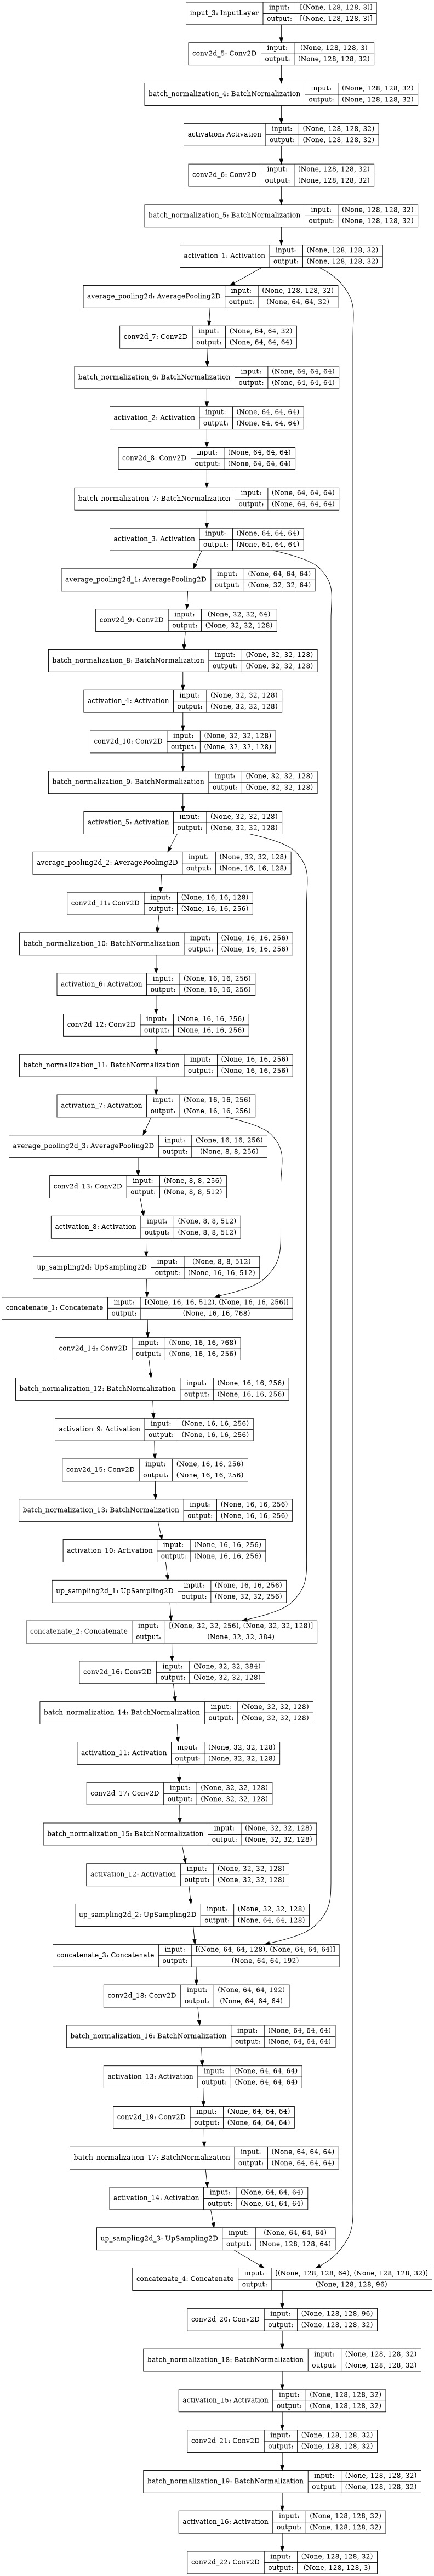 input_3: InputLayer
input: [(None, 128, 128, 3)]
output: [(None, 128, 128, 3)]
conv2d_5: Conv2D
input: (None, 128, 128, 3)
output: (None, 128, 128, 32)
batch_normalization_4: BatchNormalization
input: (None, 128, 128, 32)
output: (None, 128, 128, 32)
activation: Activation
input: (None, 128, 128, 32)
output: (None, 128, 128, 32)
conv2d_6: Conv2D
input: (None, 128, 128, 32)
output: (None, 128, 128, 32)
batch_normalization_5: BatchNormalization
input: (None, 128, 128, 32)
output: (None, 128, 128, 32)
activation_1: Activation
input: (None, 128, 128, 32)
output: (None, 128, 128, 32)
average_pooling2d: AveragePooling2D
input: (None, 128, 128, 32)
output: (None, 64, 64, 32)
conv2d_7: Conv2D
input: (None, 64, 64, 32)
output: (None, 64, 64, 64)
batch_normalization_6: BatchNormalization
input: (None, 64, 64, 64)
output: (None, 64, 64, 64)
activation_2: Activation
input: (None, 64, 64, 64)
output: (None, 64, 64, 64)
conv2d_8: Conv2D
input: (None, 64, 64, 64)
output: (None, 64, 64, 64)
batch_normalization_7: BatchNormalization
input: (None, 64, 64, 64)
output: (None, 64, 64, 64)
activation_3: Activation
input: (None, 64, 64, 64)
output: (None, 64, 64, 64)
average_pooling2d_1: AveragePooling2D
input: (None, 64, 64, 64)
output: (None, 32, 32, 64)
conv2d_9: Conv2D
input: (None, 32, 32, 64)
output: (None, 32, 32, 128)
batch_normalization_8: BatchNormalization
input: (None, 32, 32, 128)
output: (None, 32, 32, 128)
activation_4: Activation
input: (None, 32, 32, 128)
output: (None, 32, 32, 128)
conv2d_10: Conv2D
input: (None, 32, 32, 128)
output: (None, 32, 32, 128)
batch_normalization_9: BatchNormalization
input: (None, 32, 32, 128)
output: (None, 32, 32, 128)
activation_5: Activation
input: (None, 32, 32, 128)
output: (None, 32, 32, 128)
average_pooling2d_2: AveragePooling2D
input: (None, 32, 32, 128)
output: (None, 16, 16, 128)
conv2d_11: Conv2D
input: (None, 16, 16, 128)
output: (None, 16, 16, 256)
batch_normalization_10: BatchNormalization
input: (None, 16, 16, 256)
output: (None, 16, 16, 256)
activation_6: Activation
input: (None, 16, 16, 256)
output: (None, 16, 16, 256)
conv2d_12: Conv2D
input: (None, 16, 16, 256)
output: (None, 16, 16, 256)
batch_normalization_11: BatchNormalization
input: (None, 16, 16, 256)
output: (None, 16, 16, 256)
activation_7: Activation
input: (None, 16, 16, 256)
output: (None, 16, 16, 256)
average_pooling2d_3: AveragePooling2D
input: (None, 16, 16, 256)
output: (None, 8, 8, 256)
conv2d_13: Conv2D
input: (None, 8, 8, 256)
output: (None, 8, 8, 512)
activation_8: Activation
input: (None, 8, 8, 512)
output: (None, 8, 8, 512)
up_sampling2d: UpSampling2D
input: (None, 8, 8, 512)
output: (None, 16, 16, 512)
concatenate_1: Concatenate
input: [(None, 16, 16, 512), (None, 16, 16, 256)]
output: (None, 16, 16, 768)
conv2d_14: Conv2D
input: (None, 16, 16, 768)
output: (None, 16, 16, 256)
batch_normalization_12: BatchNormalization
input: (None, 16, 16, 256)
output: (None, 16, 16, 256)
activation_9: Activation
input: (None, 16, 16, 256)
output: (None, 16, 16, 256)
conv2d_15: Conv2D
input: (None, 16, 16, 256)
output: (None, 16, 16, 256)
batch_normalization_13: BatchNormalization
input: (None, 16, 16, 256)
output: (None, 16, 16, 256)
activation_10: Activation
input: (None, 16, 16, 256)
output: (None, 16, 16, 256)
up_sampling2d_1: UpSampling2D
input: (None, 16, 16, 256)
output: (None, 32, 32, 256)
concatenate_2: Concatenate
input: [(None, 32, 32, 256), (None, 32, 32, 128)]
output: (None, 32, 32, 384)
conv2d_16: Conv2D
input: (None, 32, 32, 384)
output: (None, 32, 32, 128)
batch_normalization_14: BatchNormalization
input: (None, 32, 32, 128)
output: (None, 32, 32, 128)
activation_11: Activation
input: (None, 32, 32, 128)
output: (None, 32, 32, 128)
conv2d_17: Conv2D
input: (None, 32, 32, 128)
output: (None, 32, 32, 128)
batch_normalization_15: BatchNormalization
input: (None, 32, 32, 128)
output: (None, 32, 32, 128)
activation_12: Activation
input: (None, 32, 32, 128)
output: (None, 32, 32, 128)
up_sampling2d_2: UpSampling2D
input: (None, 32, 32, 128)
output: (None, 64, 64, 128)
concatenate_3: Concatenate
input: [(None, 64, 64, 128), (None, 64, 64, 64)]
output: (None, 64, 64, 192)
conv2d_18: Conv2D
input: (None, 64, 64, 192)
output: (None, 64, 64, 64)
batch_normalization_16: BatchNormalization
input: (None, 64, 64, 64)
output: (None, 64, 64, 64)
activation_13: Activation
input: (None, 64, 64, 64)
output: (None, 64, 64, 64)
conv2d_19: Conv2D
input: (None, 64, 64, 64)
output: (None, 64, 64, 64)
batch_normalization_17: BatchNormalization
input: (None, 64, 64, 64)
output: (None, 64, 64, 64)
activation_14: Activation
input: (None, 64, 64, 64)
output: (None, 64, 64, 64)
up_sampling2d_3: UpSampling2D
input: (None, 64, 64, 64)
output: (None, 128, 128, 64)
concatenate_4: Concatenate
input: [(None, 128, 128, 64), (None, 128, 128, 32)]
output: (None, 128, 128, 96)
conv2d_20: Conv2D
input: (None, 128, 128, 96)
output: (None, 128, 128, 32)
batch_normalization_18: BatchNormalization
input: (None, 128, 128, 32)
output: (None, 128, 128, 32)
activation_15: Activation
input: (None, 128, 128, 32)
output: (None, 128, 128, 32)
conv2d_21: Conv2D
input: (None, 128, 128, 32)
output: (None, 128, 128, 32)
batch_normalization_19: BatchNormalization
input: (None, 128, 128, 32)
output: (None, 128, 128, 32)
activation_16: Activation
input: (None, 128, 128, 32)
output: (None, 128, 128, 32)
conv2d_22: Conv2D
input: (None, 128, 128, 32)
output: (None, 128, 128, 3)